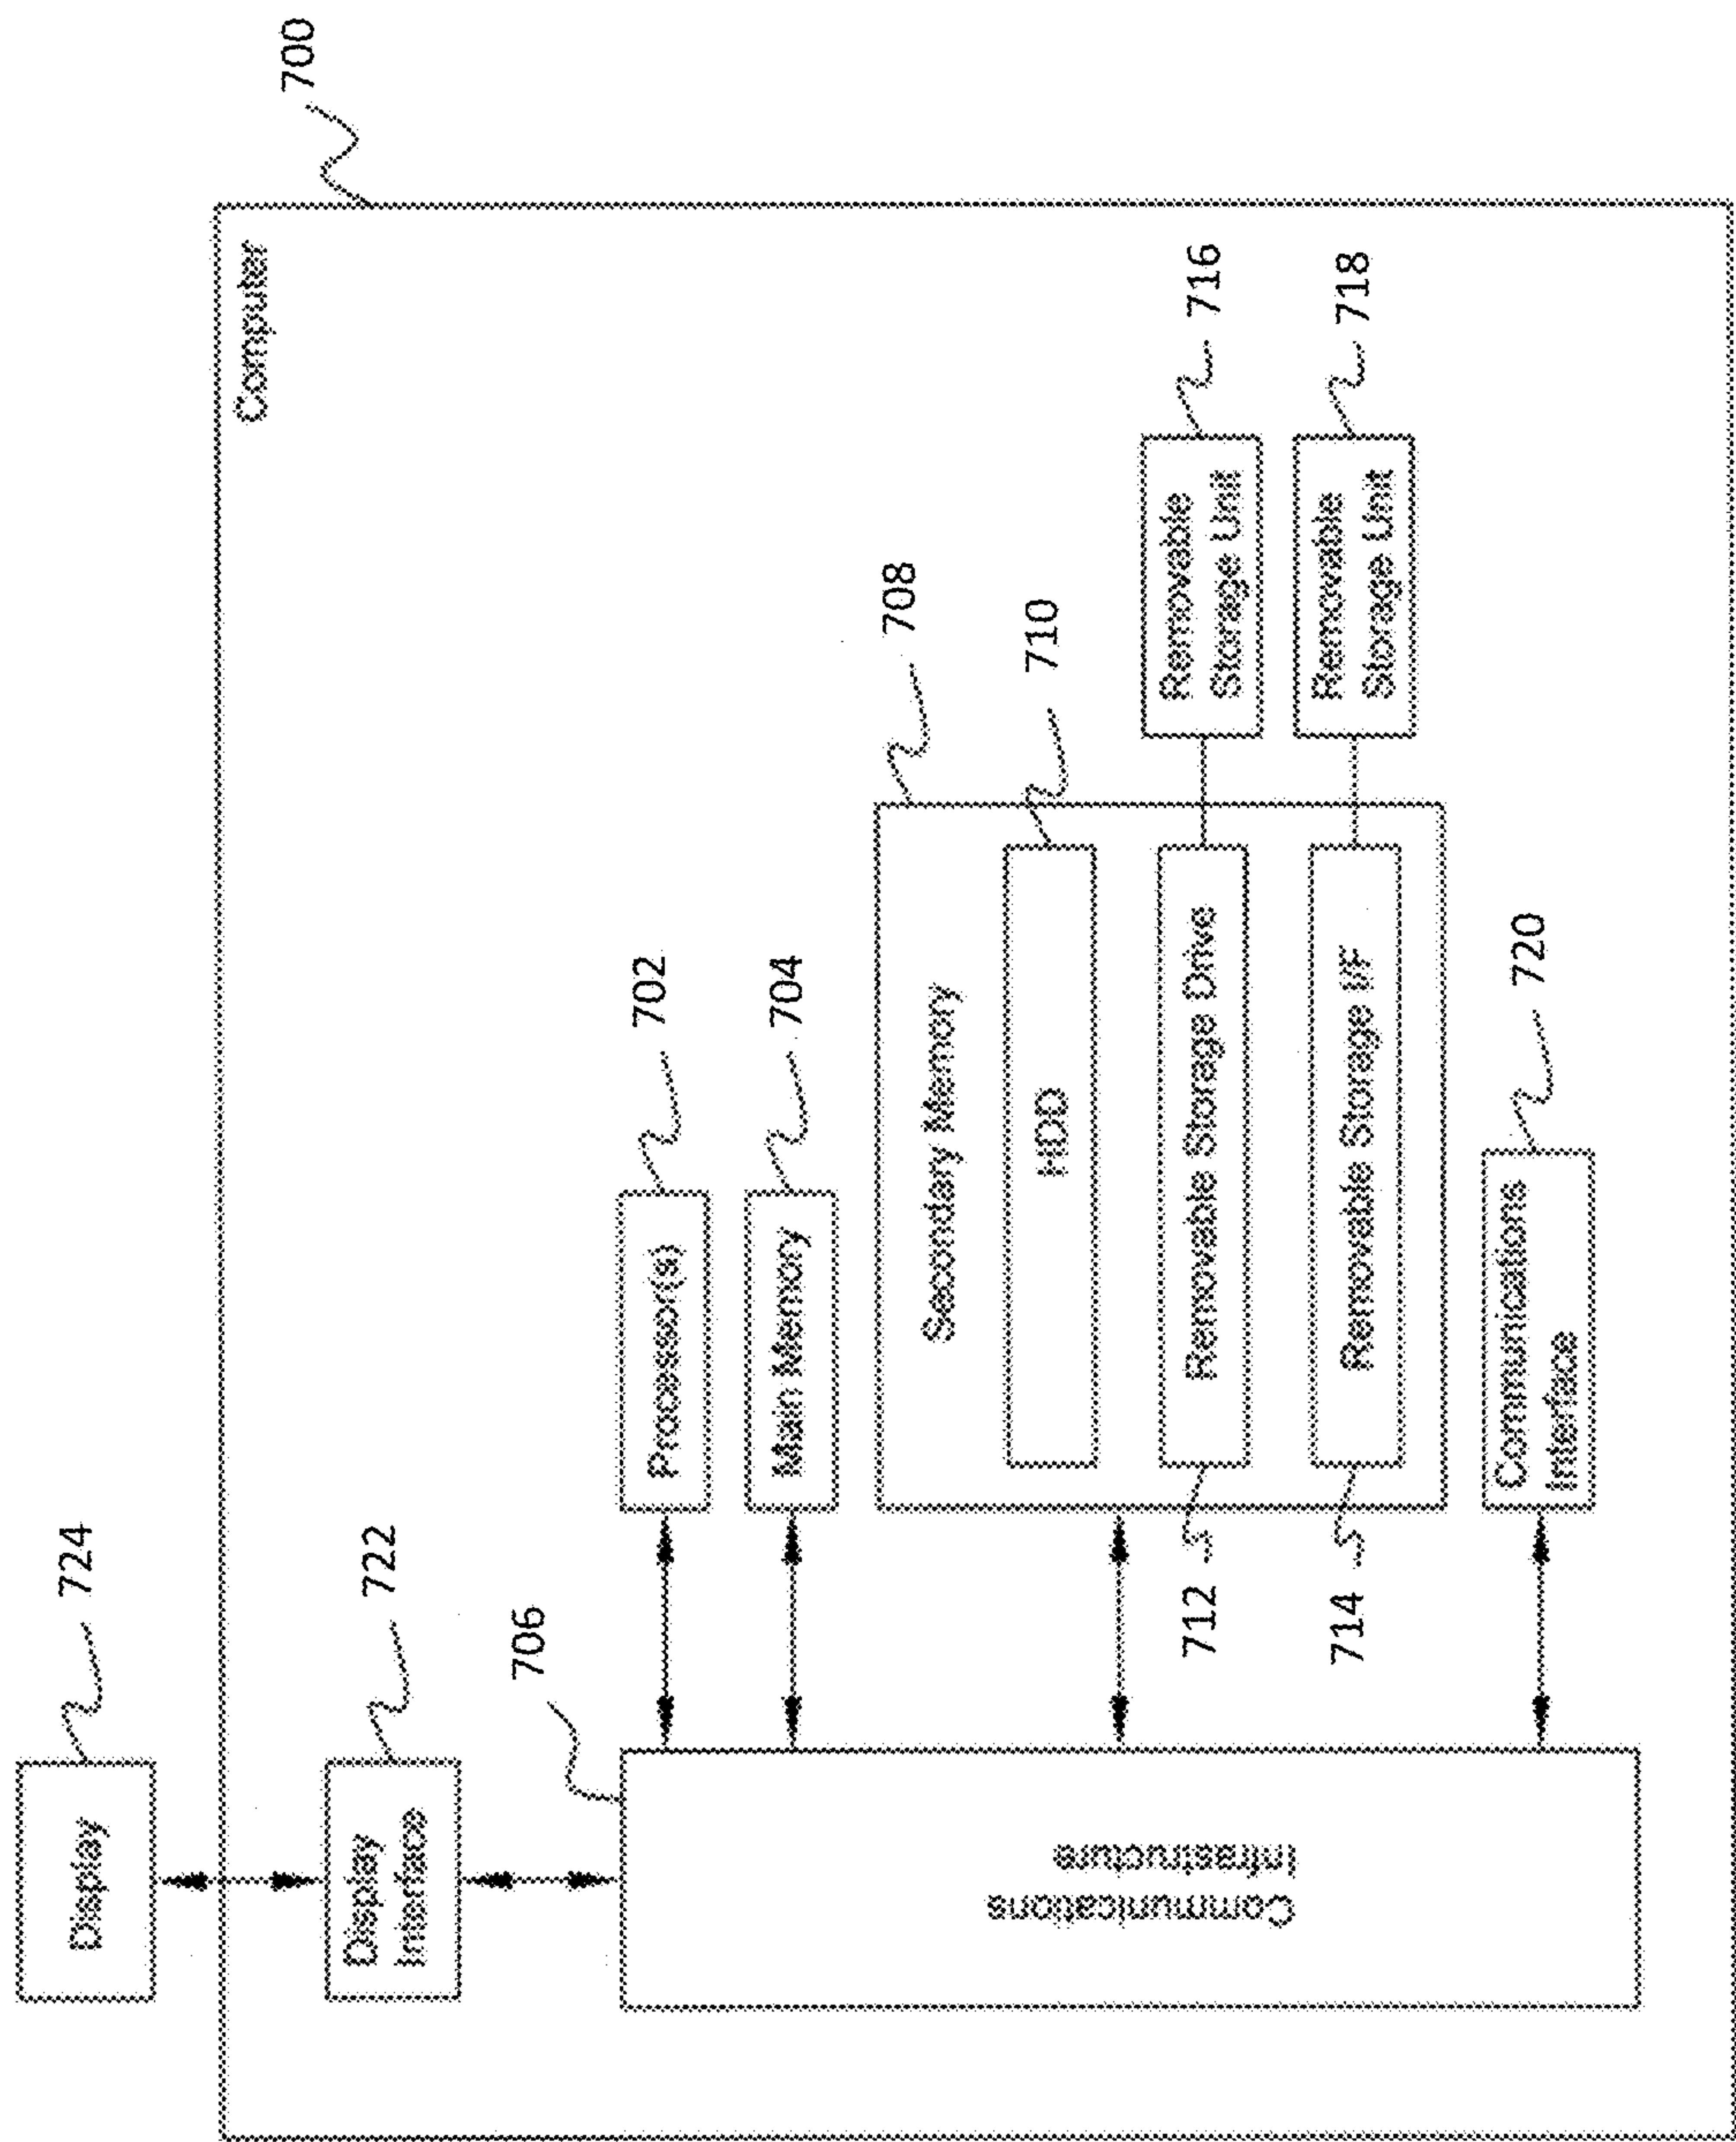 724
Display
700
Computer
722
Display
Interface
706
Communications
Infrastructure
702
Processor(s)
704
Main Memory
708
Secondary Memory
710
HDD
712
Removable Storage Drive
716
Removable
Storage Unit
714
Removable Storage I/F
718
Removable
Storage Unit
720
Communications
Interface